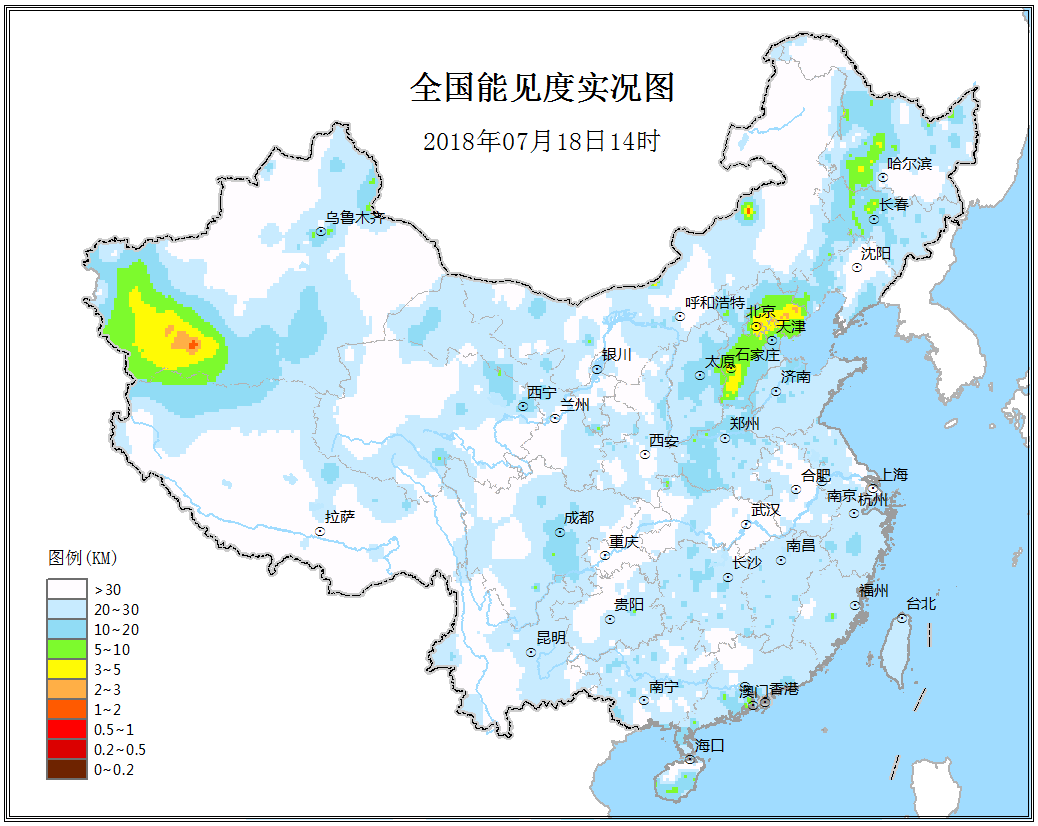 全国能见度实况图
2018年07月18日14时
哈尔滨
长春
乌鲁木齐
沈阳
呼和浩特
北京
天津
银川
太原
石家庄
济南
西宁
兰州
郑州
西安
合肥
上海
南京
杭州
拉萨
成都
武汉
重庆
南昌
长沙
福州
台北
贵阳
昆明
南宁
澳门
香港
海口
图例(KM)
>30
20~30
10~20
5~10
3~5
2~3
1~2
0.5~1
0.2~0.5
0~0.2